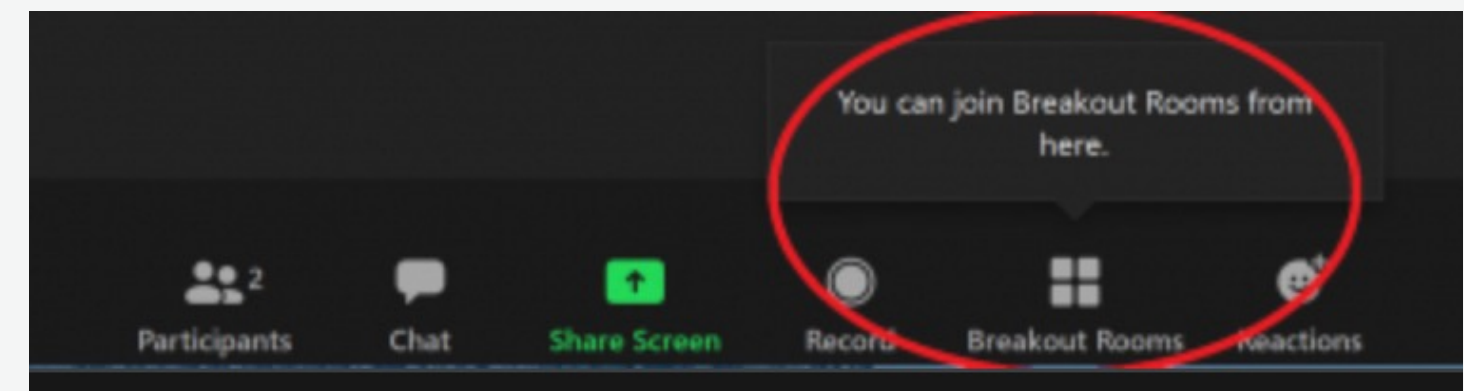 You can join Breakout Rooms from
here.
2
Participants Chat Share Screen Record Breakout Rooms Reactions